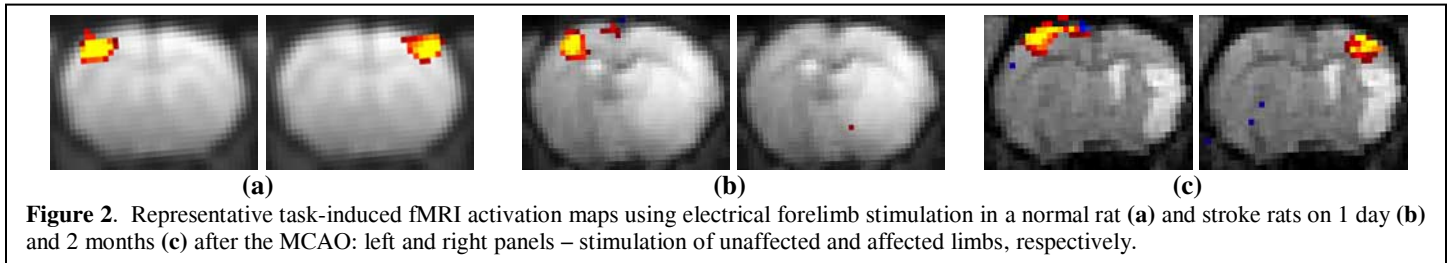 (a) (b) (c)
Figure 2. Representative task-induced fMRI activation maps using electrical forelimb stimulation in a normal rat (a) and stroke rats on 1 day (b)
and 2 months (c) after the MCAO: left and right panels – stimulation of unaffected and affected limbs, respectively.